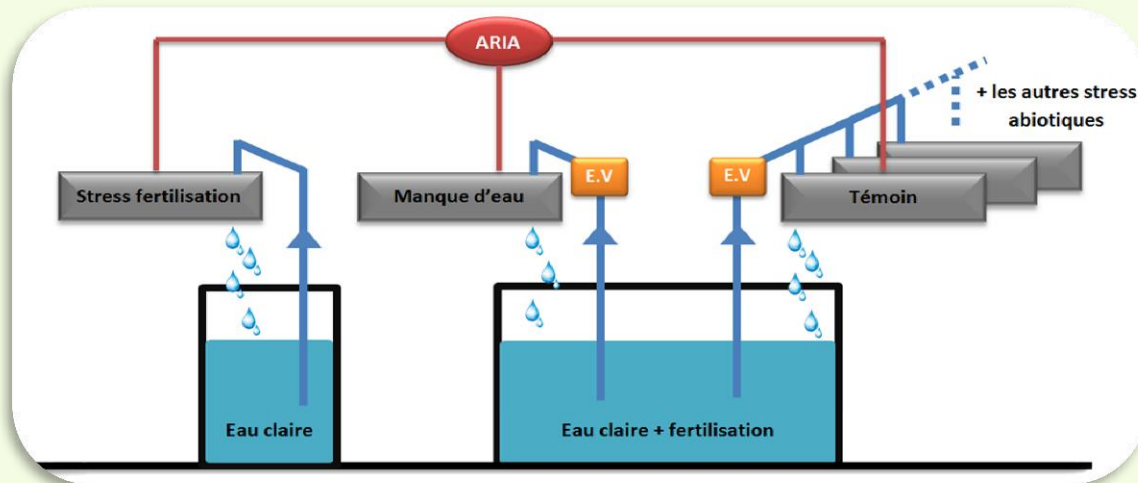 ARIA
+ les autres stress
abiotiques
Stress fertilisation
Manque d'eau
E.V
E.V
Témoin
Eau claire
Eau claire + fertilisation